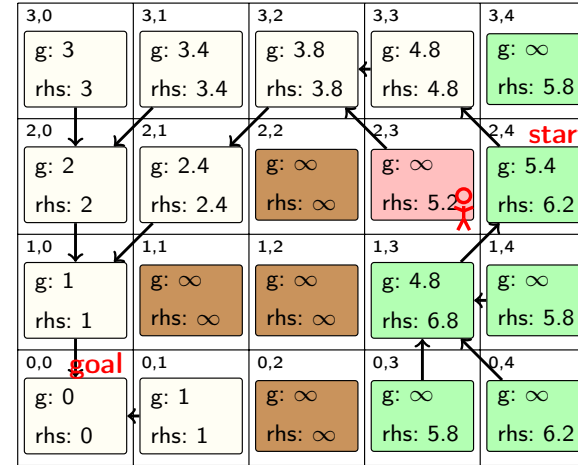 3,0 3,1 3,2 3,3 3,4
g: 3 g: 3.4 g: 3.8 g: 4.8 g: ∞
rhs: 3 rhs: 3.4 rhs: 3.8 rhs: 4.8 rhs: 5.8
2,0 2,1 2,2 2,3 2,4 star
g: 2 g: 2.4 g: ∞ g: ∞ g: 5.4
rhs: 2 rhs: 2.4 rhs: ∞ rhs: 5.2 rhs: 6.2
1,0 1,1 1,2 1,3 1,4
g: 1 g: ∞ g: ∞ g: 4.8 g: ∞
rhs: 1 rhs: ∞ rhs: ∞ rhs: 6.8 rhs: 5.8
0,0 goal 0,1 0,2 0,3 0,4
g: 0 g: 1 g: ∞ g: ∞ g: ∞
rhs: 0 rhs: 1 rhs: ∞ rhs: 5.8 rhs: 6.2